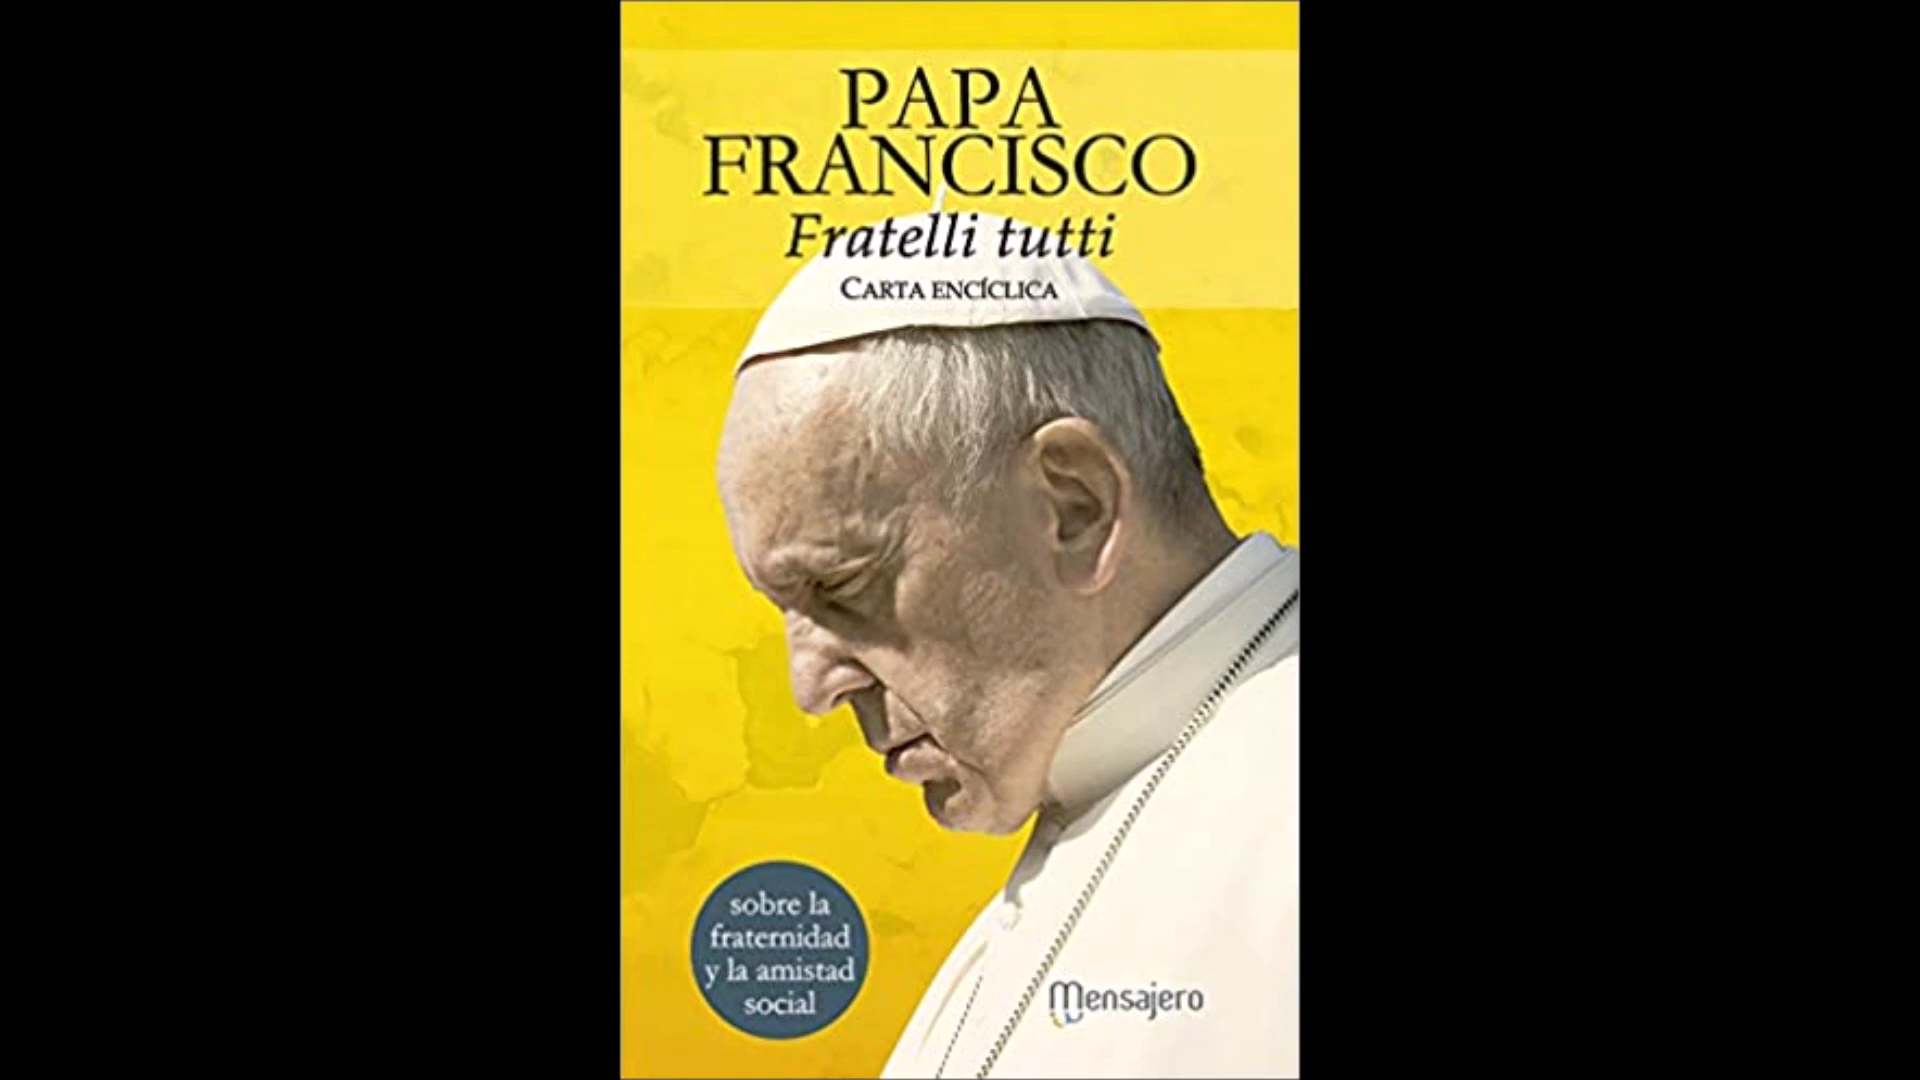 PAPA
FRANCISCO
Fratelli tutti
CARTA ENCÍCLICA
sobre la
fraternidad
y la amistad
social
Mensajero